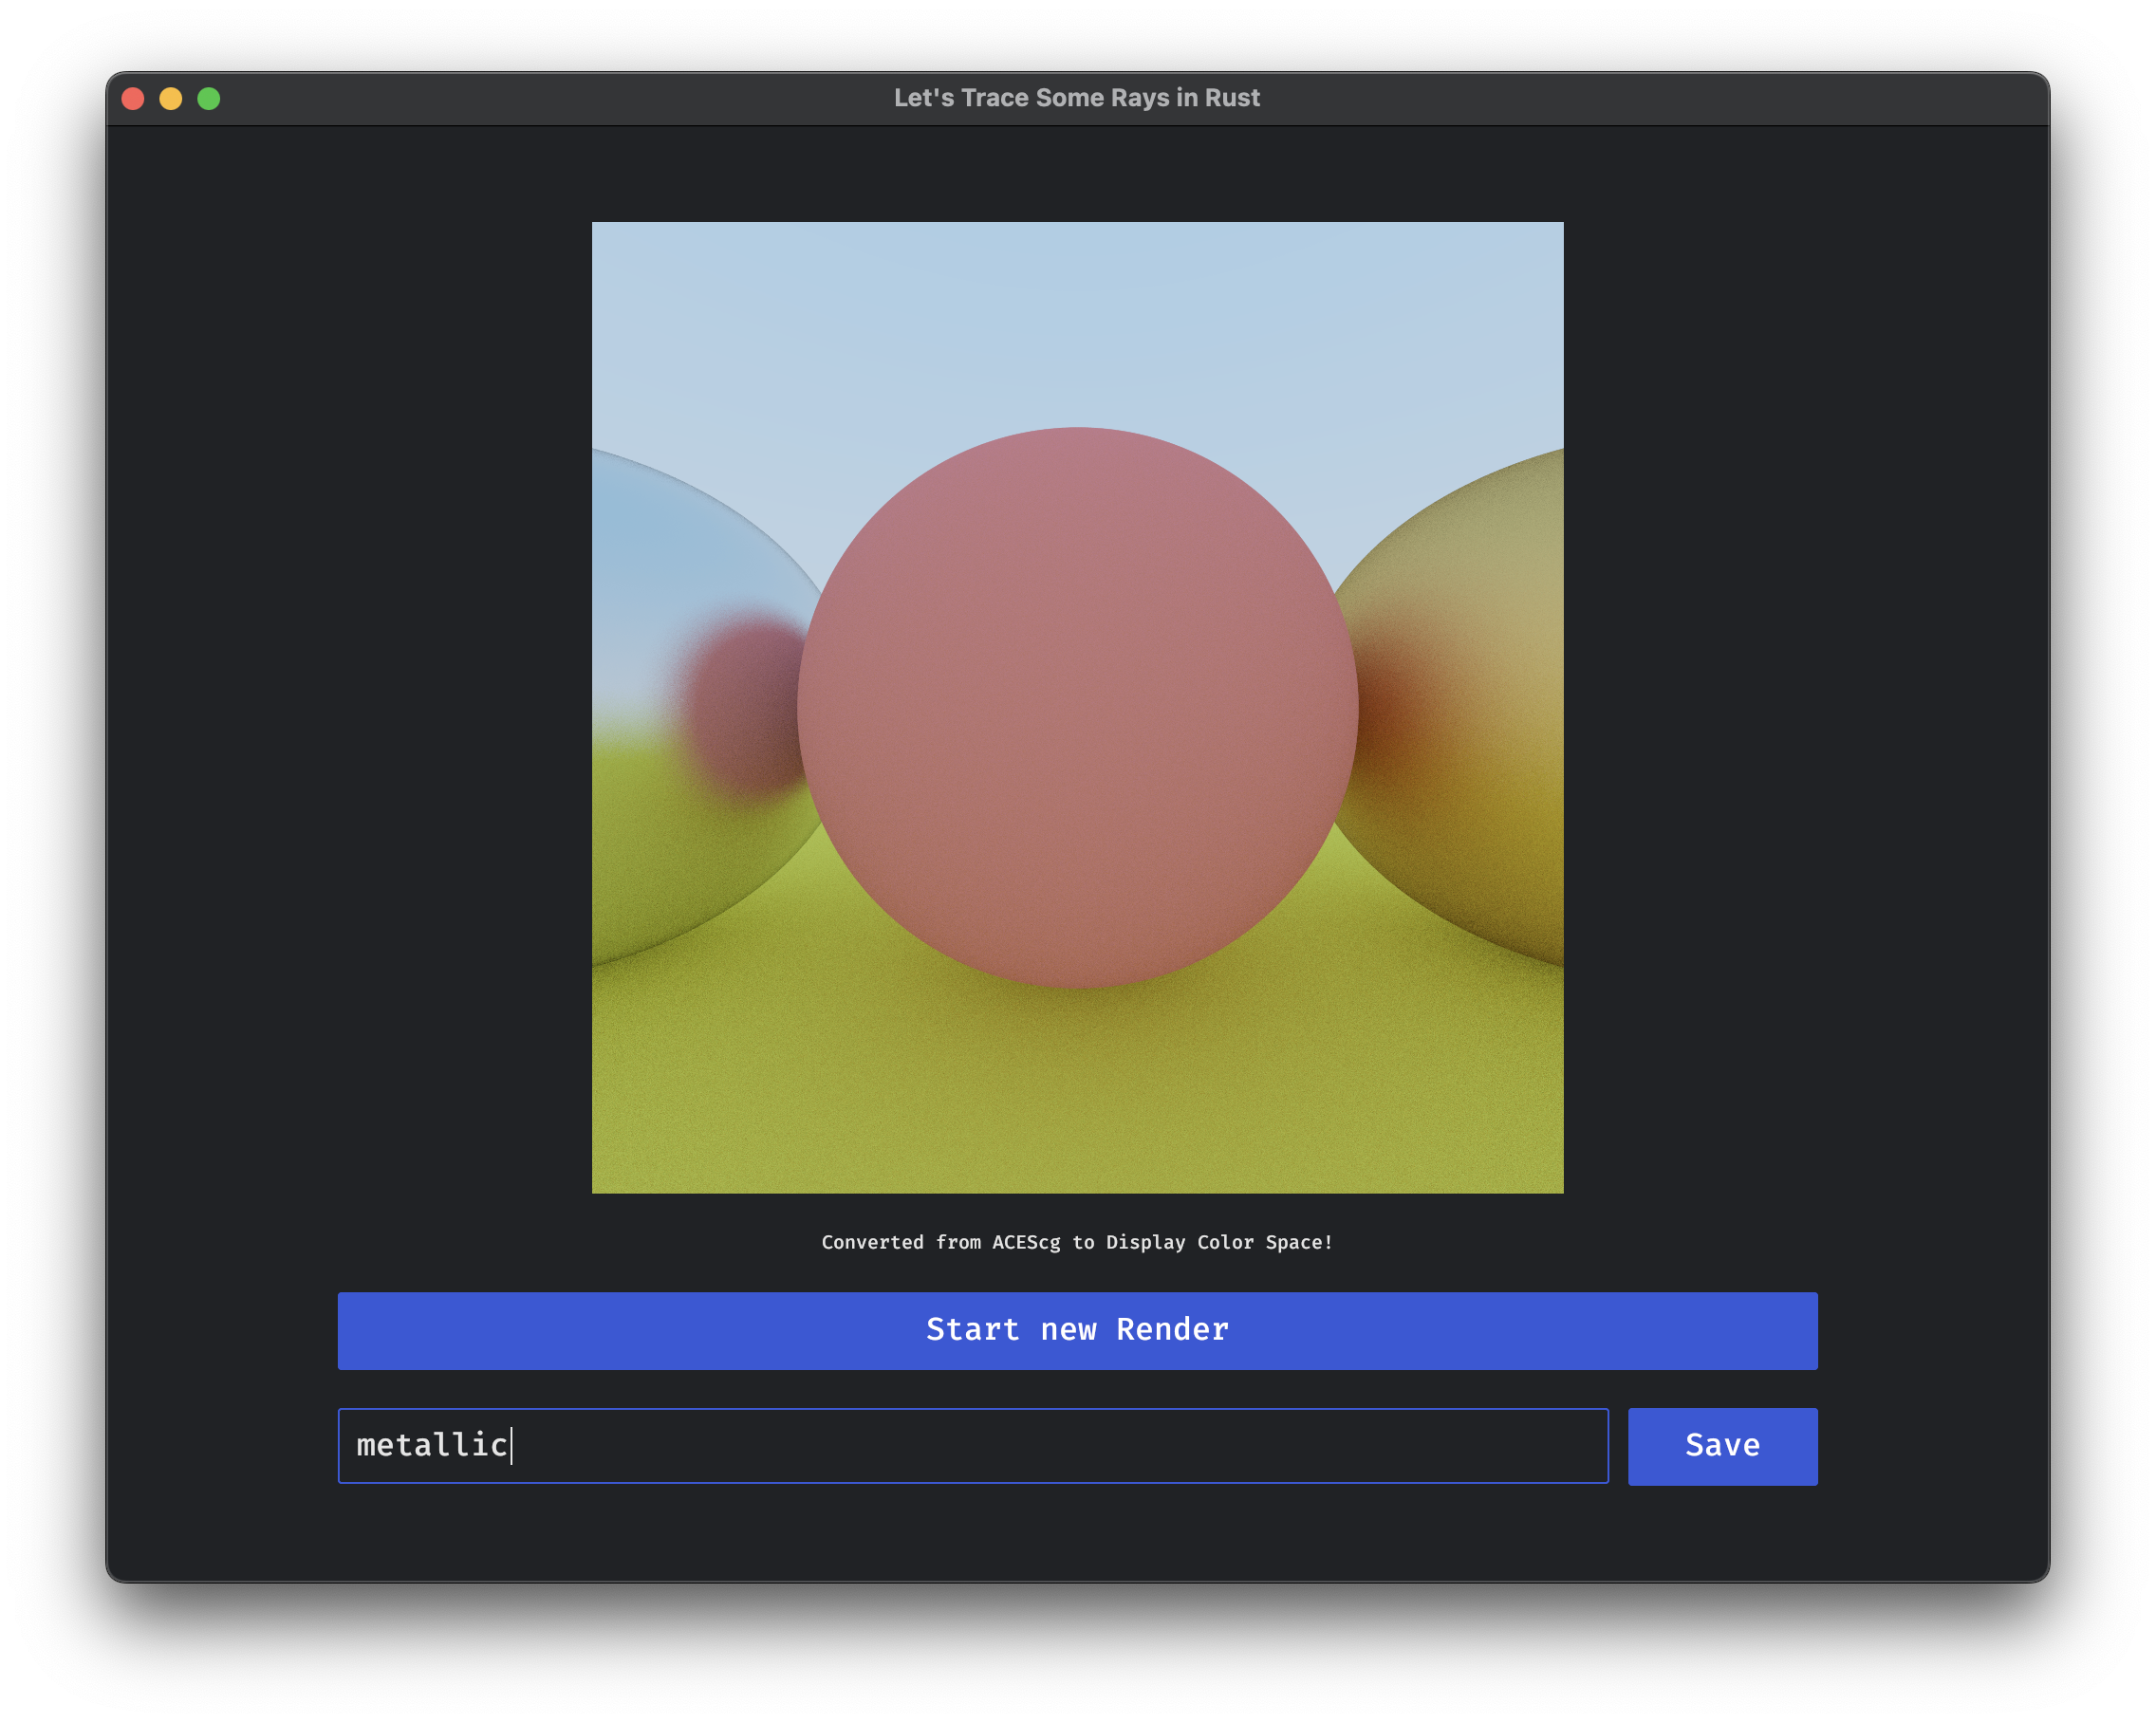 Let's Trace Some Rays in Rust
Converted from ACEScg to Display Color Space!
Start new Render
metallic
Save